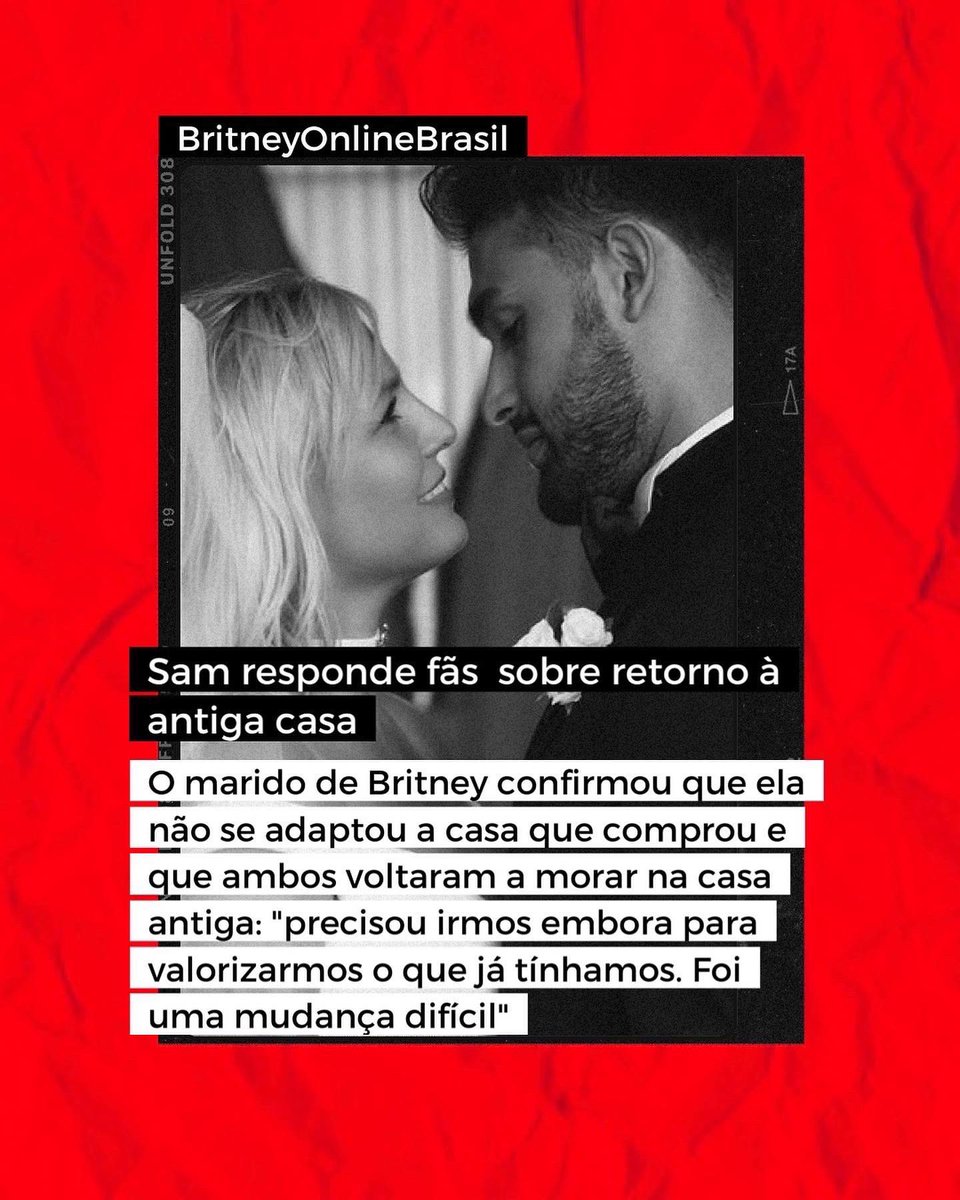 BritneyOnlineBrasil
UNFOLD 308
17A
09
Sam responde fãs  sobre retorno à
antiga casa
O marido de Britney confirmou que ela
não se adaptou a casa que comprou e
que ambos voltaram a morar na casa
antiga: "precisou irmos embora para
valorizarmos o que já tínhamos. Foi
uma mudança difícil"